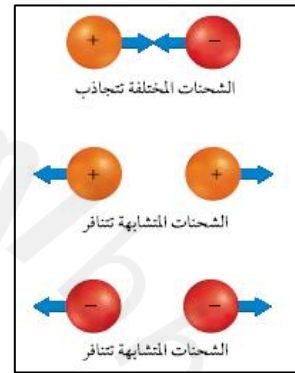 + −
الشحنات المختلفة تتجاذب
+ +
الشحنات المتشابهة تتنافر
− −
الشحنات المتشابهة تتنافر